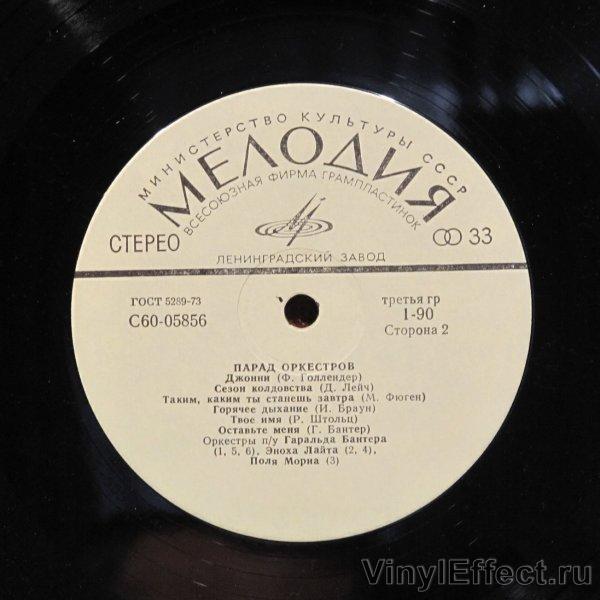 МИНИСТЕРСТВО КУЛЬТУРЫ СССР
МЕЛОДИЯ
ВСЕСОЮЗНАЯ ФИРМА ГРАМПЛАСТИНОК
СТЕРЕО
33
ЛЕНИНГРАДСКИЙ ЗАВОД
ГОСТ 5289-73
С60-05856
третья гр
1-90
Сторона 2
ПАРАД ОРКЕСТРОВ
Джонни (Ф. Голлендер)
Сезон колдовства (Д. Лейч)
Таким, каким ты станешь завтра (М. Фюген)
Горячее дыхание (И. Браун)
Твое имя (Р. Штольц)
Оставьте меня (Г. Бантер)
Оркестры п/у Гаральда Бантера
(1, 5, 6), Эноха Лайта (2, 4),
Поля Мориа (3)
VinylEffect.ru